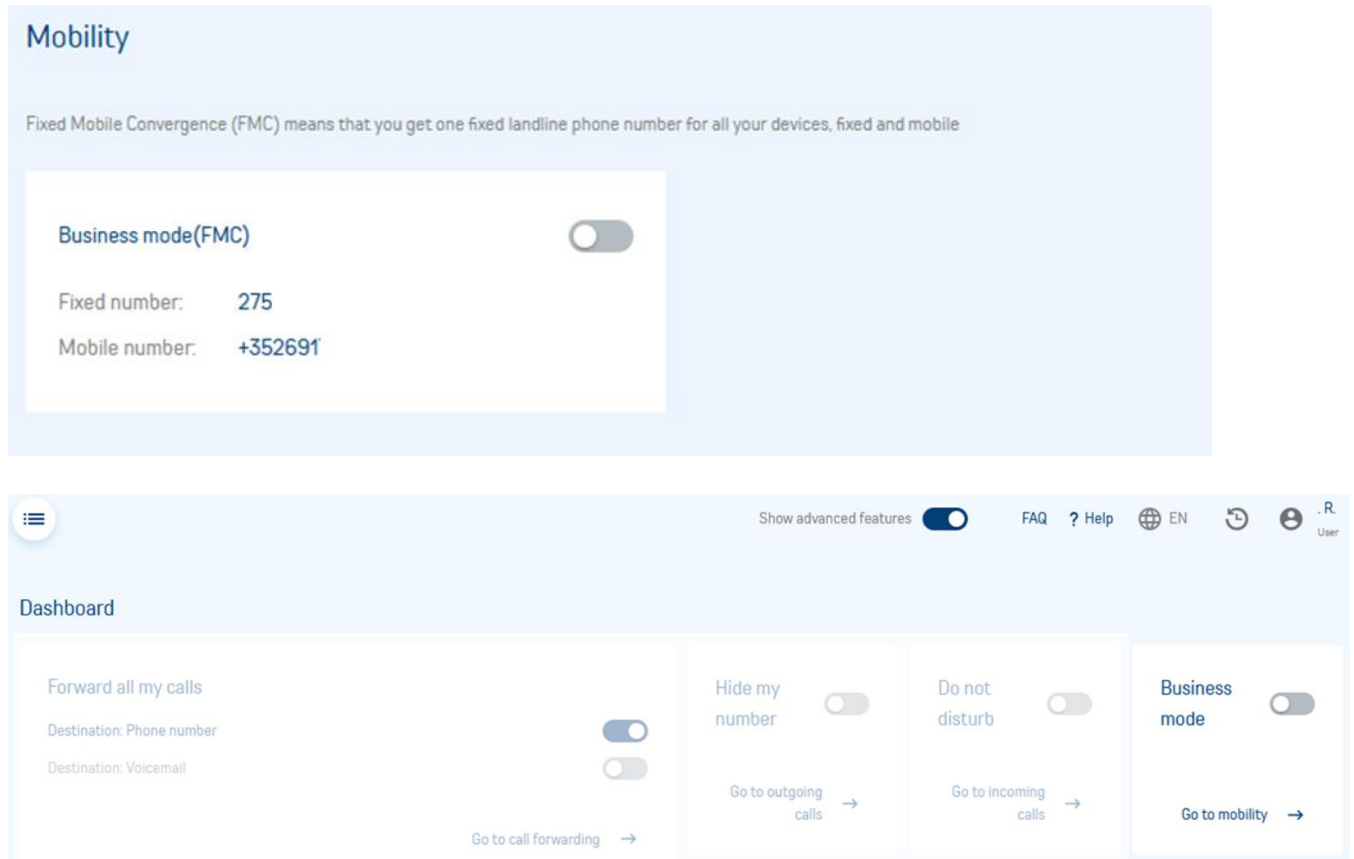 Mobility
Fixed Mobile Convergence (FMC) means that you get one fixed landline phone number for all your devices, fixed and mobile
Business mode(FMC)
Fixed number: 275
Mobile number: +352691
Show advanced features FAQ ? Help EN . R.
User
Dashboard
Forward all my calls
Destination: Phone number
Destination: Voicemail
Go to call forwarding →
Hide my
number
Go to outgoing
calls →
Do not
disturb
Go to incoming
calls →
Business
mode
Go to mobility →